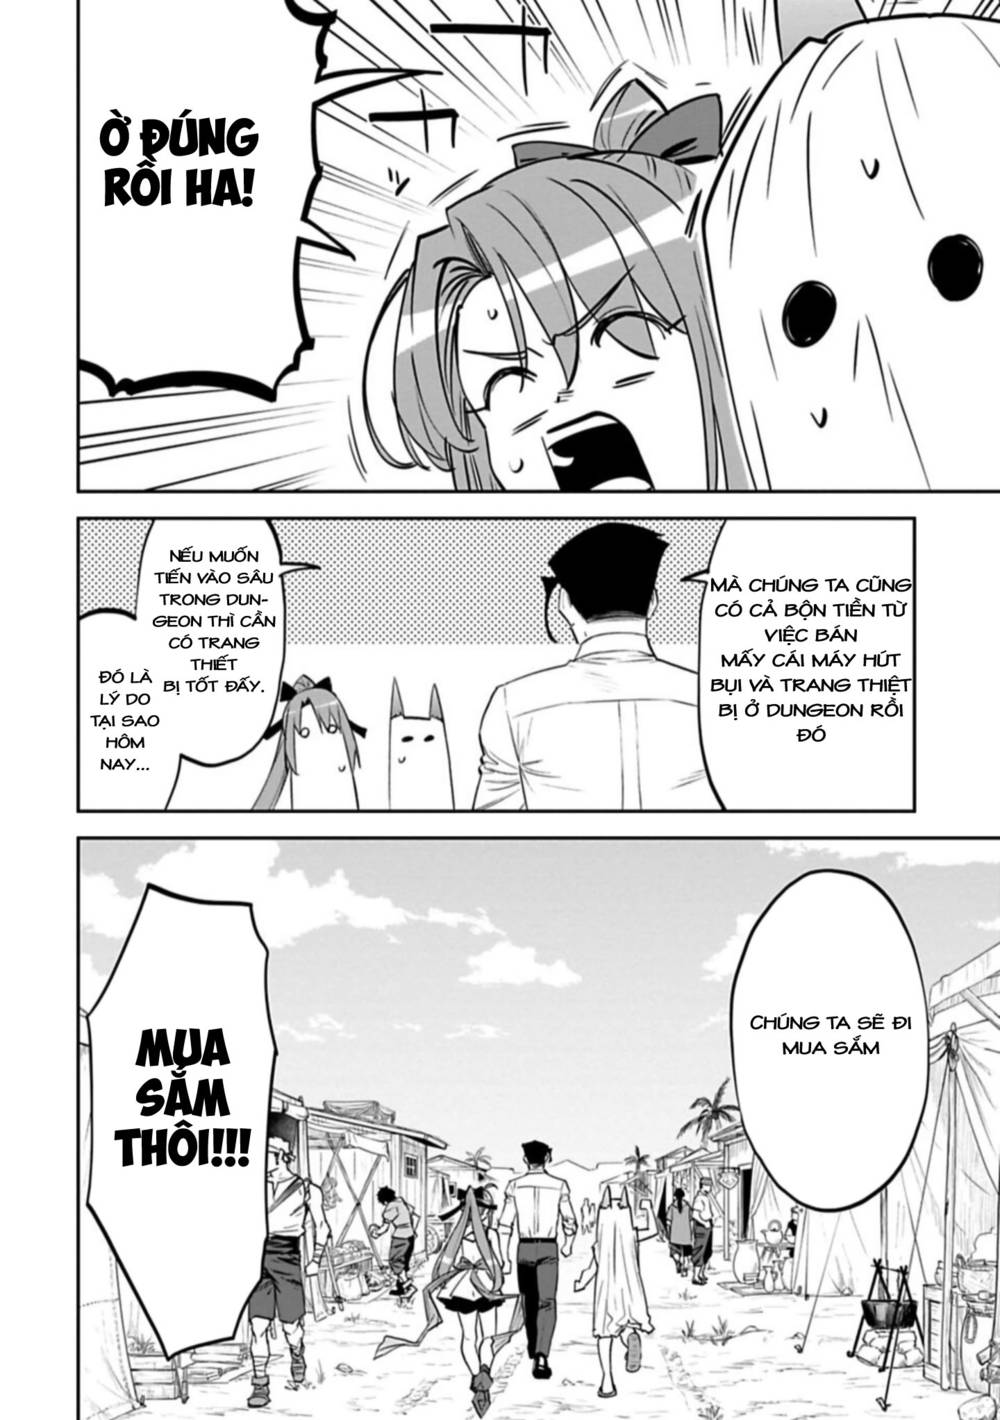 Ờ ĐÚNG
RỒI HA!
MÀ CHÚNG TA CŨNG
CÓ CẢ BỘN TIỀN TỪ
VIỆC BÁN
MẤY CÁI MÁY HÚT
BỤI VÀ TRANG THIỆT
BỊ Ở DUNGEON RỒI
ĐÓ
NẾU MUỐN
TIẾN VÀO SÂU
TRONG DUN-
GEON THÌ CẦN
CÓ TRANG
THIẾT
BỊ TỐT ĐẤY.
ĐÓ LÀ
LÝ DO
TẠI SAO
HÔM
NAY...
CHÚNG TA SẼ ĐI
MUA SẮM
MUA
SẮM
THÔI!!!